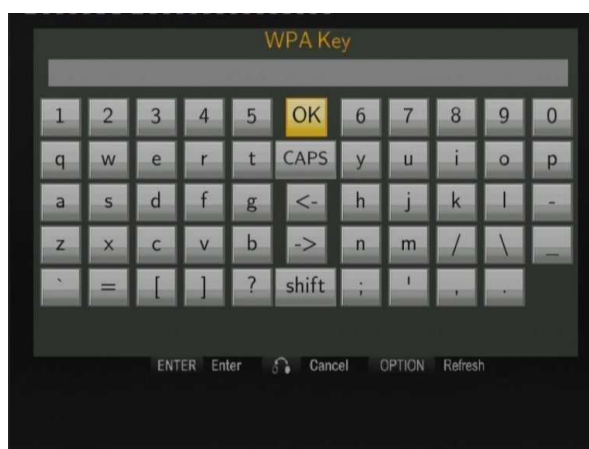 WPA Key
1 2 3 4 5 OK 6 7 8 9 0
q w e r t CAPS y u i o p
a s d f g <- h j k l -
z x c v b -> n m / \ _
` = [ ] ? shift ; ' , .
ENTER Enter Cancel OPTION Refresh